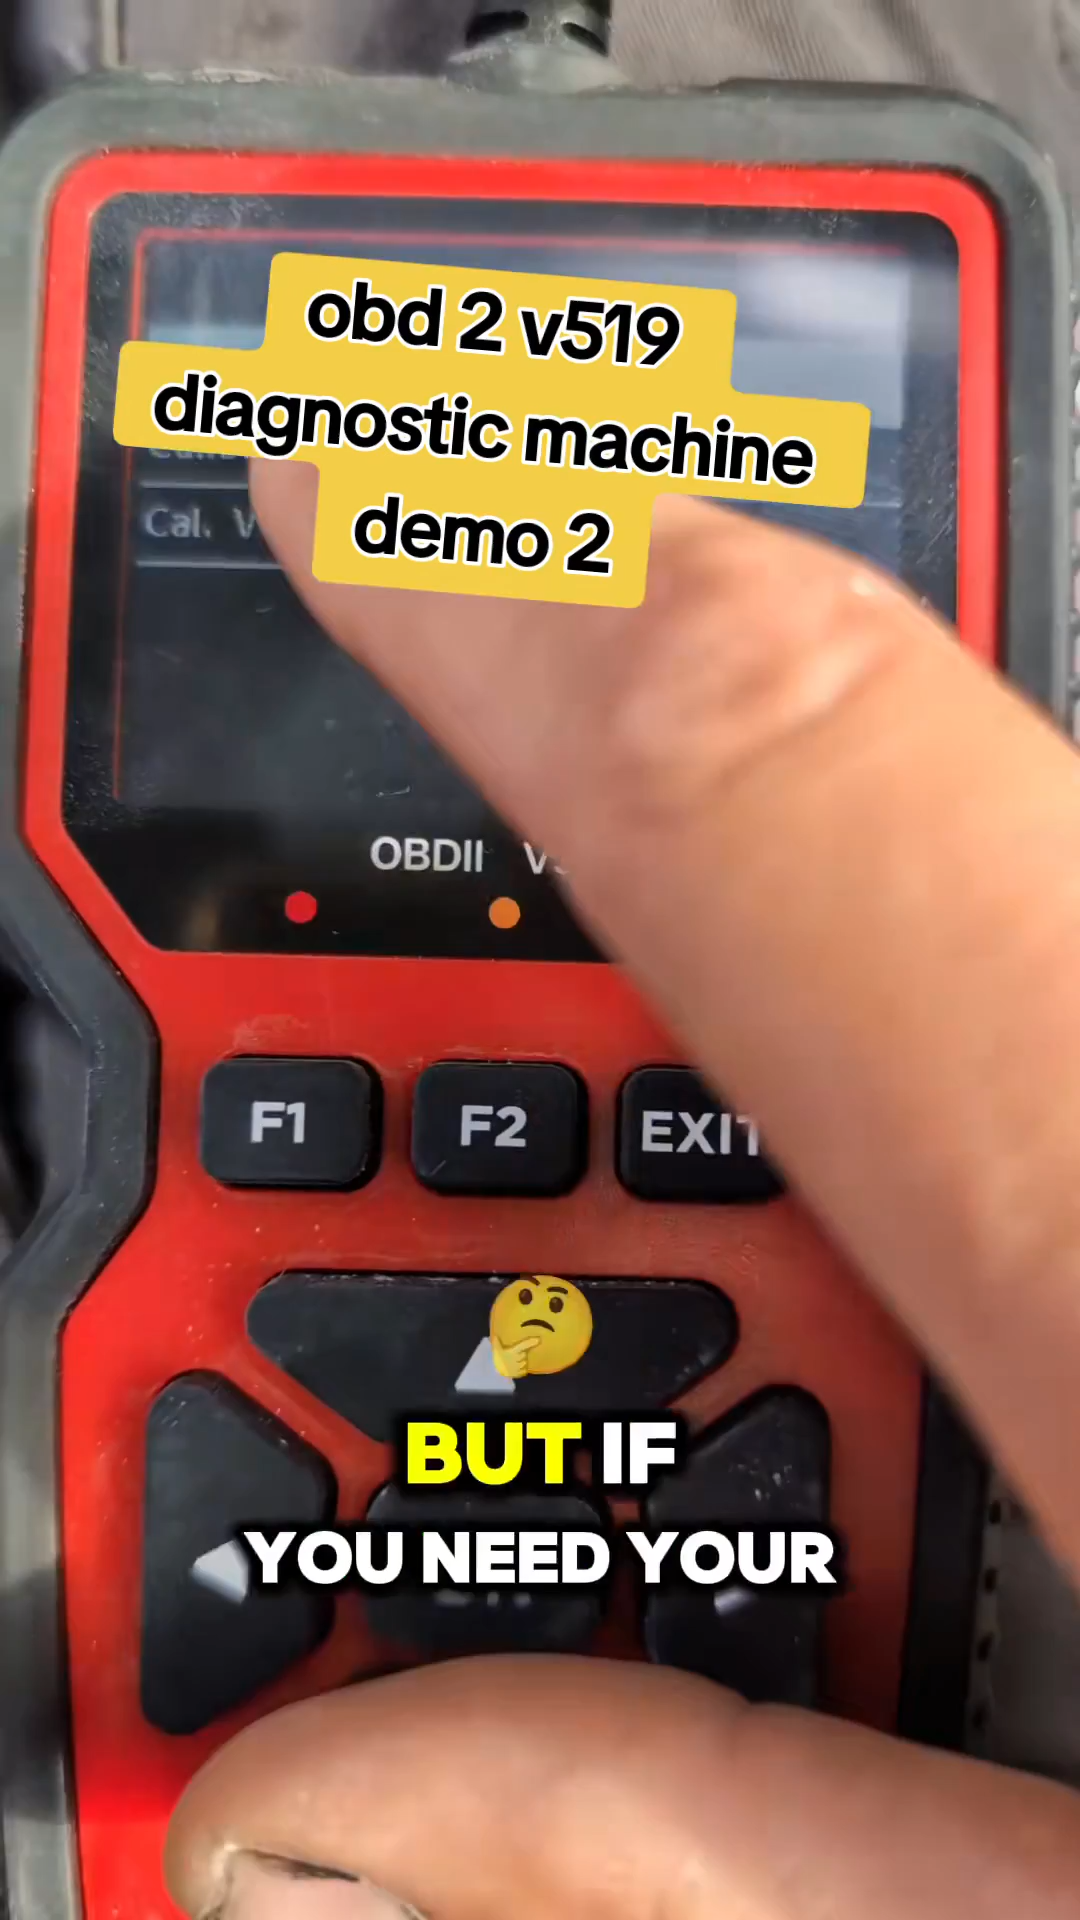 obd 2 v519
diagnostic machine
demo 2
Cal.
OBDII
F1
F2
EXIT
BUT IF
YOU NEED YOUR